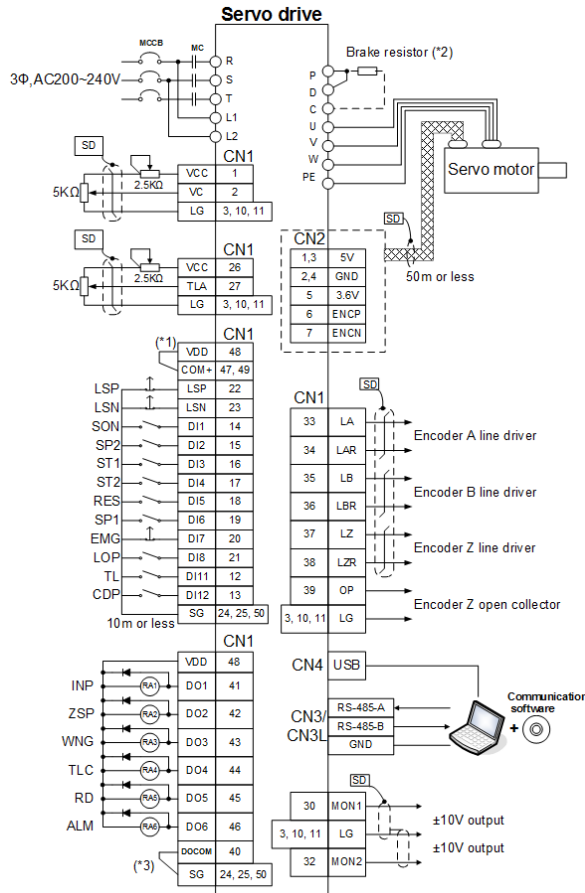 Servo drive
MCCB
MC
3Φ,AC200~240V
R
S
T
L1
L2
P
D
C
U
V
W
PE
Brake resistor (*2)
Servo motor
SD
50m or less
CN1
SD
5KΩ
2.5KΩ
VCC 1
VC 2
LG 3, 10, 11
CN1
SD
5KΩ
2.5KΩ
VCC 26
TLA 27
LG 3, 10, 11
CN2
1,3 5V
2,4 GND
5 3.6V
6 ENCP
7 ENCN
CN1
(*1)
VDD 48
COM+ 47, 49
LSP LSP 22
LSN LSN 23
SON DI1 14
SP2 DI2 15
ST1 DI3 16
ST2 DI4 17
RES DI5 18
SP1 DI6 19
EMG DI7 20
LOP DI8 21
TL DI11 12
CDP DI12 13
SG 24, 25, 50
10m or less
CN1
SD
33 LA
34 LAR
Encoder A line driver
35 LB
36 LBR
Encoder B line driver
37 LZ
38 LZR
Encoder Z line driver
39 OP
3, 10, 11 LG
Encoder Z open collector
CN1
VDD 48
INP RA1 DO1 41
ZSP RA2 DO2 42
WNG RA3 DO3 43
TLC RA4 DO4 44
RD RA5 DO5 45
ALM RA6 DO6 46
DOCOM 40
(*3)
SG 24, 25, 50
CN4 USB
CN3/
CN3L
RS-485-A
RS-485-B
GND
Communication
software
+
SD
30 MON1
3, 10, 11 LG
32 MON2
±10V output
±10V output